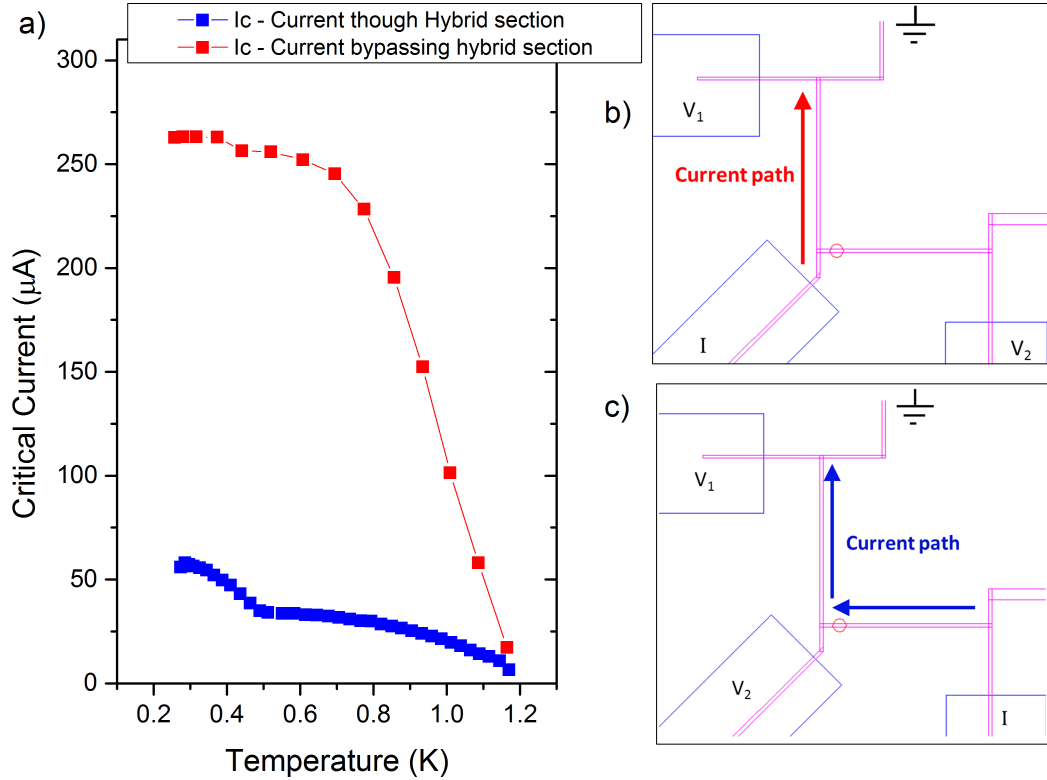 a)
Ic - Current though Hybrid section
Ic - Current bypassing hybrid section
300
250
200
150
100
50
0
Critical Current (μA)
0.2 0.4 0.6 0.8 1.0 1.2
Temperature (K)
b)
V1
Current path
I
V2
c)
V1
Current path
V2
I